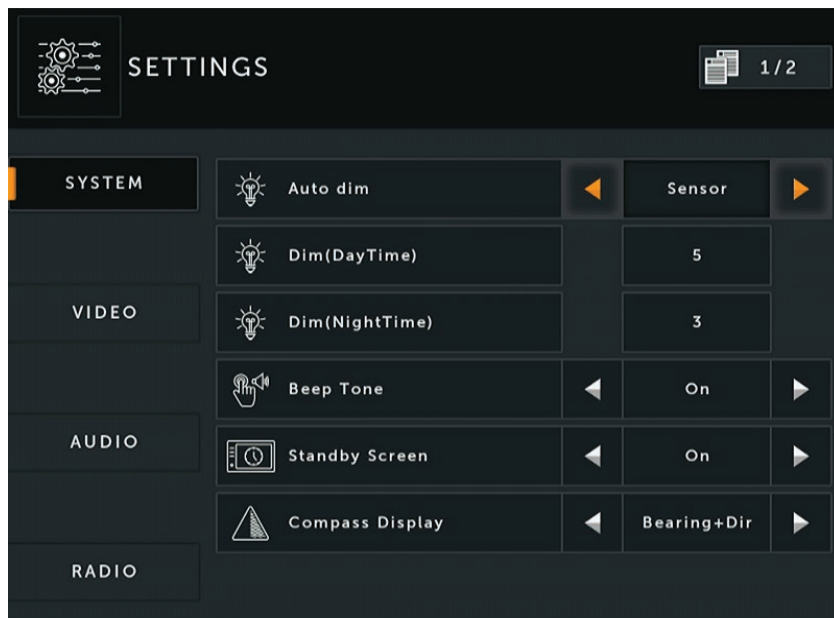 SETTINGS
1/2
SYSTEM
Auto dim
Sensor
Dim(DayTime)
5
VIDEO
Dim(NightTime)
3
Beep Tone
On
AUDIO
Standby Screen
On
Compass Display
Bearing+Dir
RADIO